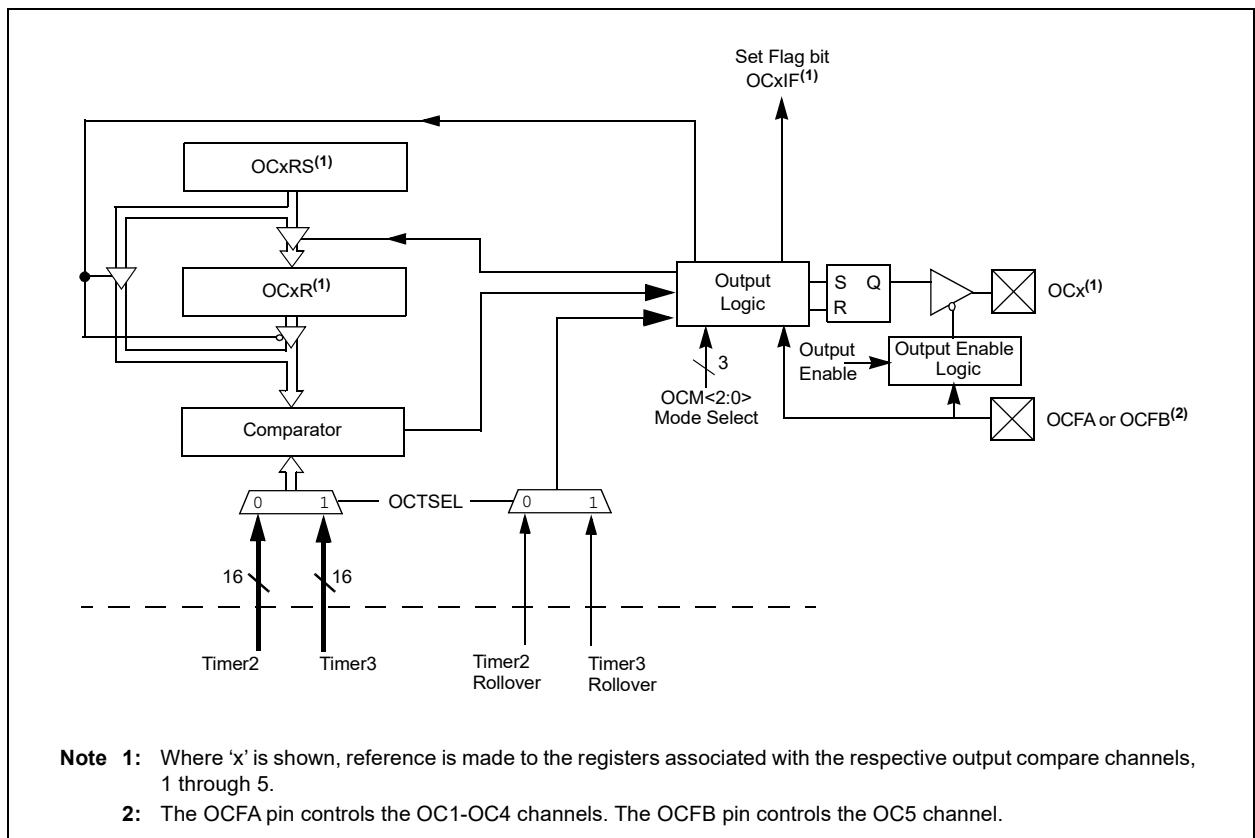 Set Flag bit
OCxIF(1)
OCxRS(1)
OCxR(1)
Output
Logic
S Q
R
OCx(1)
Output
Enable
Output Enable
Logic
3
OCM<2:0>
Mode Select
OCFA or OCFB(2)
Comparator
0 1
OCTSEL
0 1
16
16
Timer2
Timer3
Timer2
Rollover
Timer3
Rollover
Note 1: Where ‘x’ is shown, reference is made to the registers associated with the respective output compare channels,
1 through 5.
2: The OCFA pin controls the OC1-OC4 channels. The OCFB pin controls the OC5 channel.